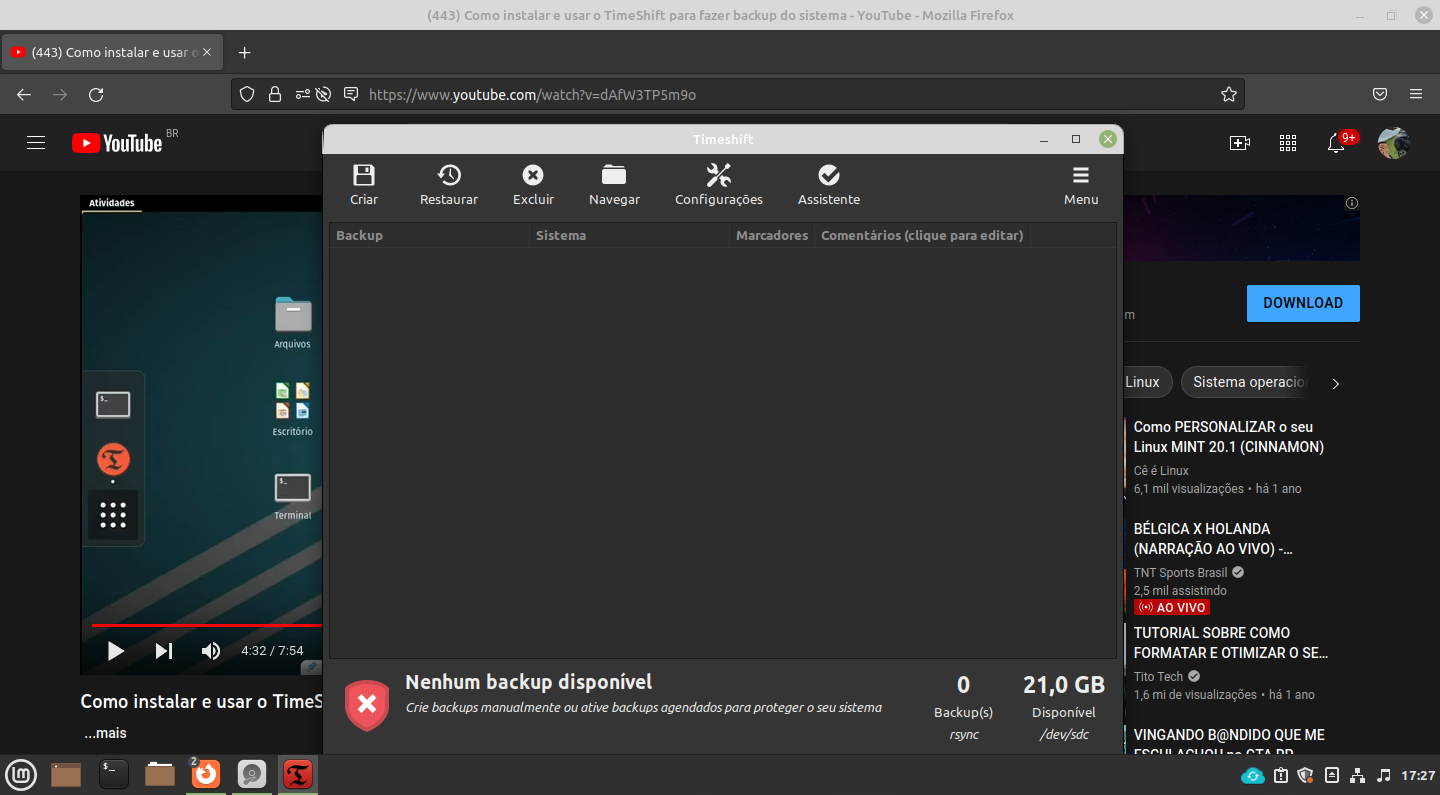 (443) Como instalar e usar o TimeShift para fazer backup do sistema - YouTube - Mozilla Firefox
(443) Como instalar e usar o
https://www.youtube.com/watch?v=dAfW3TP5m9o
YouTube BR
9+
Timeshift
Criar Restaurar Excluir Navegar Configurações Assistente Menu
Backup Sistema Marcadores Comentários (clique para editar)
Atividades
Arquivos
Escritório
Terminal
4:32 / 7:54
Como instalar e usar o TimeS
...mais
m
DOWNLOAD
Linux Sistema operacio
Como PERSONALIZAR o seu
Linux MINT 20.1 (CINNAMON)
Cê é Linux
6,1 mil visualizações • há 1 ano
BÉLGICA X HOLANDA
(NARRAÇÃO AO VIVO) -...
TNT Sports Brasil
2,5 mil assistindo
AO VIVO
TUTORIAL SOBRE COMO
FORMATAR E OTIMIZAR O SE...
Tito Tech
1,6 mi de visualizações • há 1 ano
VINGANDO B@NDIDO QUE ME
ESCULACHOU no GTA RP
Nenhum backup disponível
Crie backups manualmente ou ative backups agendados para proteger o seu sistema
0 21,0 GB
Backup(s) Disponível
rsync /dev/sdc
2
17:27